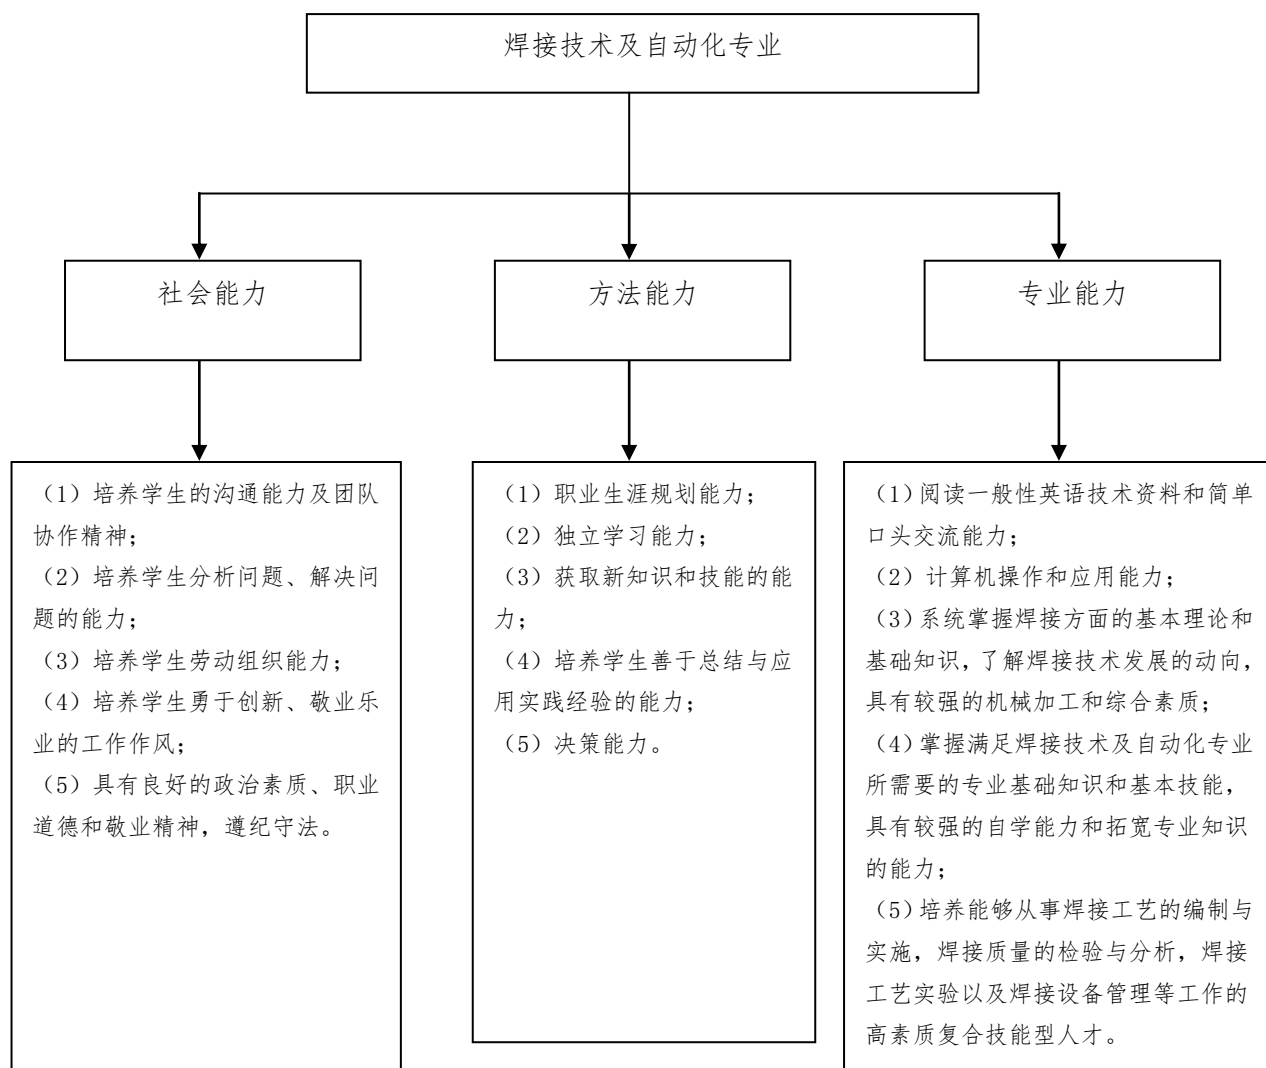 焊接技术及自动化专业
社会能力
方法能力
专业能力
（1）培养学生的沟通能力及团队
协作精神；
（2）培养学生分析问题、解决问
题的能力；
（3）培养学生劳动组织能力；
（4）培养学生勇于创新、敬业乐
业的工作作风；
（5）具有良好的政治素质、职业
道德和敬业精神，遵纪守法。
（1）职业生涯规划能力；
（2）独立学习能力；
（3）获取新知识和技能的能
力；
（4）培养学生善于总结与应
用实践经验的能力；
（5）决策能力。
（1）阅读一般性英语技术资料和简单
口头交流能力；
（2）计算机操作和应用能力；
（3）系统掌握焊接方面的基本理论和
基础知识，了解焊接技术发展的动向，
具有较强的机械加工和综合素质；
（4）掌握满足焊接技术及自动化专业
所需要的专业基础知识和基本技能，
具有较强的自学能力和拓宽专业知识
的能力；
（5）培养能够从事焊接工艺的编制与
实施，焊接质量的检验与分析，焊接
工艺实验以及焊接设备管理等工作的
高素质复合技能型人才。